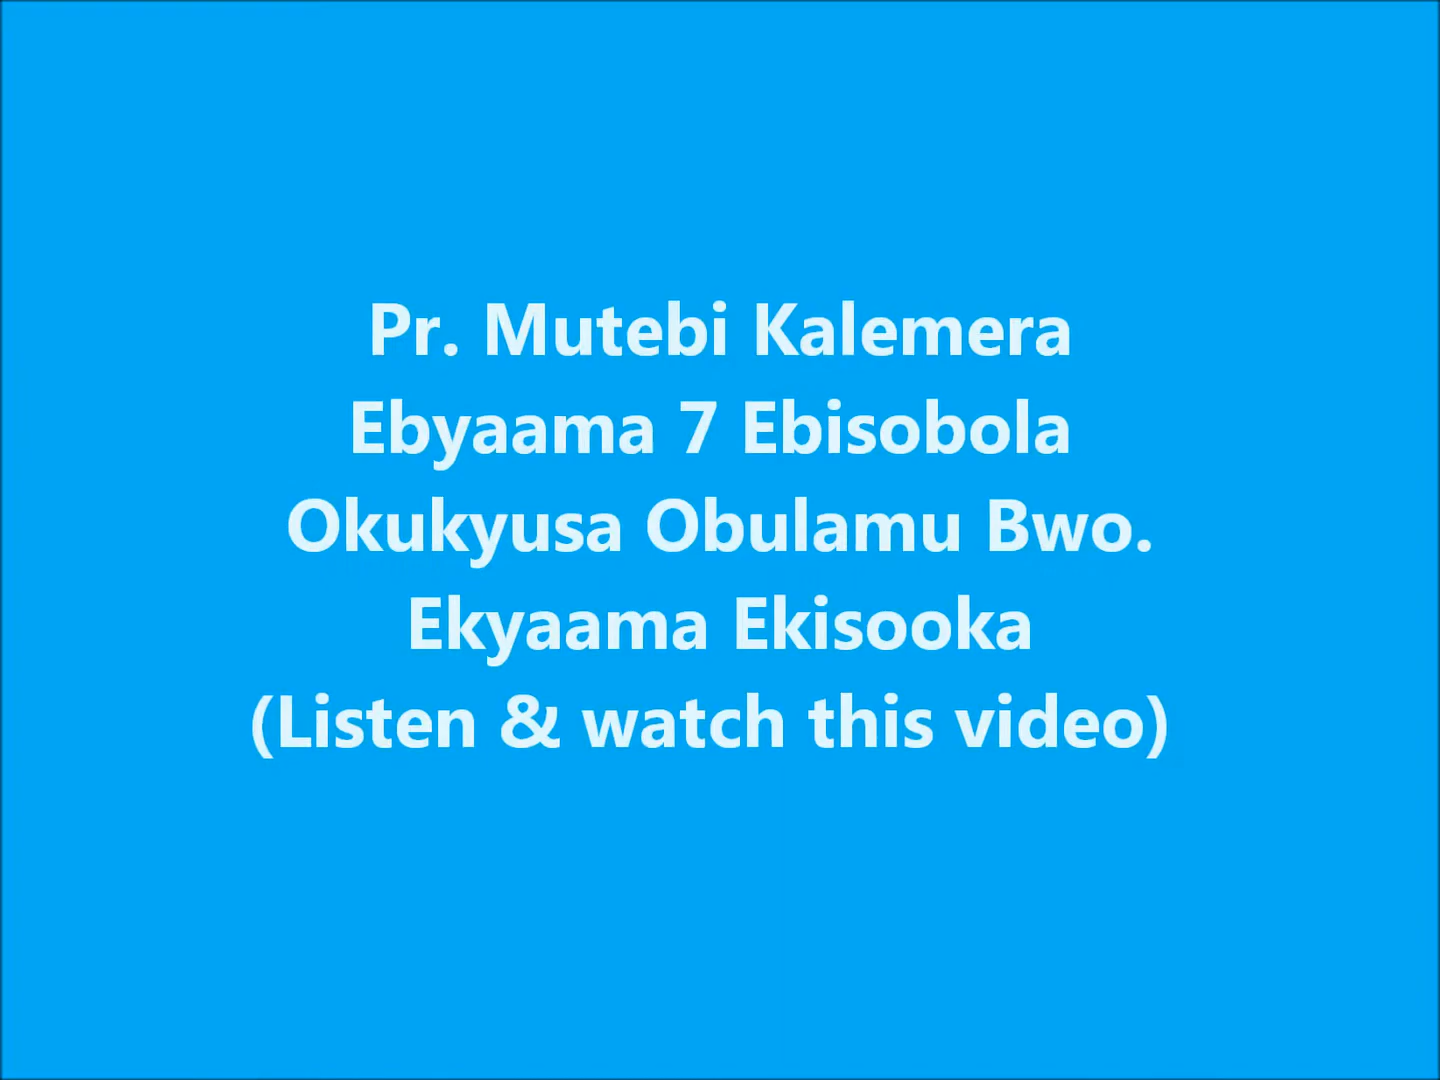 Pr. Mutebi Kalemera
Ebyaama 7 Ebisobola
Okukyusa Obulamu Bwo.
Ekyaama Ekisooka
(Listen & watch this video)